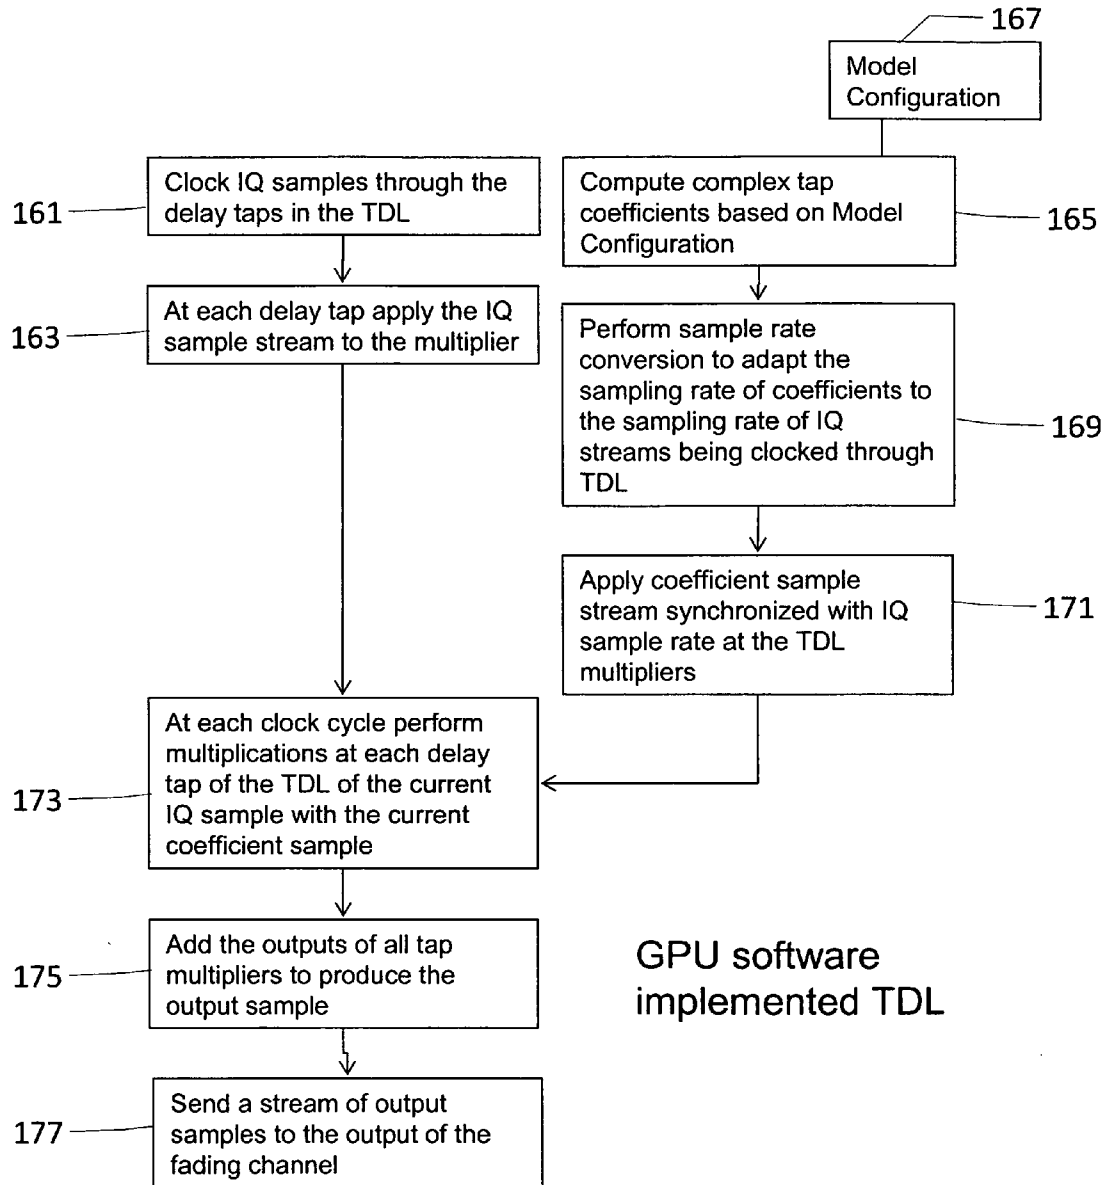 167
Model
Configuration
Clock IQ samples through the
delay taps in the TDL
161
Compute complex tap
coefficients based on Model
Configuration
165
At each delay tap apply the IQ
sample stream to the multiplier
163
Perform sample rate
conversion to adapt the
sampling rate of coefficients to
the sampling rate of IQ
streams being clocked through
TDL
169
Apply coefficient sample
stream synchronized with IQ
sample rate at the TDL
multipliers
171
At each clock cycle perform
multiplications at each delay
tap of the TDL of the current
IQ sample with the current
coefficient sample
173
Add the outputs of all tap
multipliers to produce the
output sample
175
GPU software
implemented TDL
Send a stream of output
samples to the output of the
fading channel
177